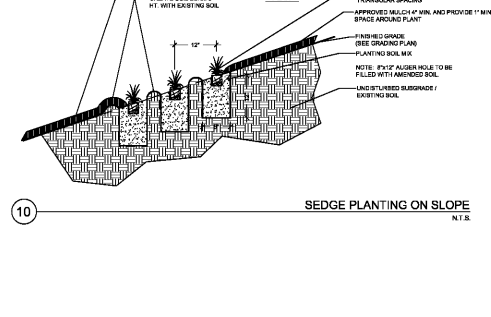 HT. WITH EXISTING SOIL
TRIANGULAR SPACING
APPROVED MULCH 4" MIN. AND PROVIDE 1" MIN
SPACE AROUND PLANT
FINISHED GRADE
(SEE GRADING PLAN)
PLANTING SOIL MIX
NOTE: 8"x12" AUGER HOLE TO BE
FILLED WITH AMENDED SOIL.
UNDISTURBED SUBGRADE /
EXISTING SOIL
12"
8"
10
SEDGE PLANTING ON SLOPE
N.T.S.